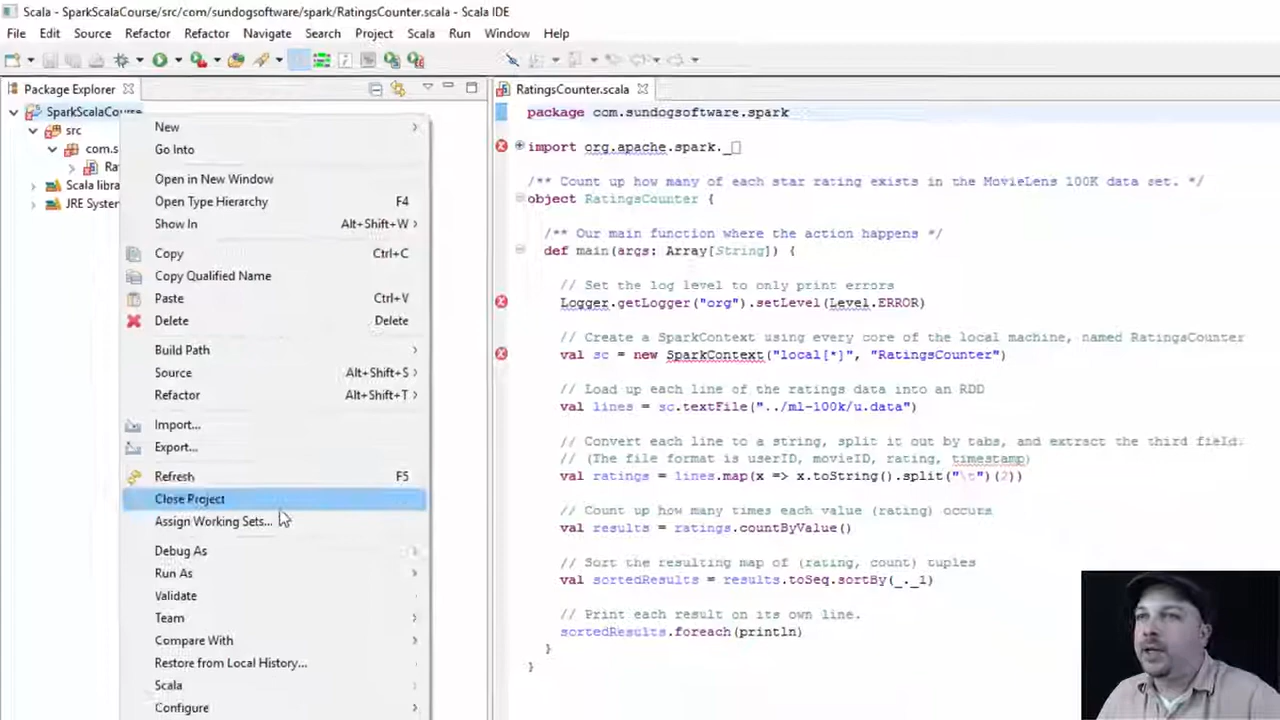 Scala - SparkScalaCourse/src/com/sundogsoftware/spark/RatingsCounter.scala - Scala IDE
File Edit Source Refactor Refactor Navigate Search Project Scala Run Window Help
Package Explorer
SparkScalaCourse
src
com.s
Ra
Scala libra
JRE System
New
Go Into
Open in New Window
Open Type Hierarchy F4
Show In Alt+Shift+W >
Copy Ctrl+C
Copy Qualified Name
Paste Ctrl+V
Delete Delete
Build Path
Source Alt+Shift+S >
Refactor Alt+Shift+T >
Import...
Export...
Refresh F5
Close Project
Assign Working Sets...
Debug As
Run As
Validate
Team
Compare With
Restore from Local History...
Scala
Configure
RatingsCounter.scala
package com.sundogsoftware.spark
import org.apache.spark._
/** Count up how many of each star rating exists in the MovieLens 100K data set. */
object RatingsCounter {
/** Our main function where the action happens */
def main(args: Array[String]) {
// Set the log level to only print errors
Logger.getLogger("org").setLevel(Level.ERROR)
// Create a SparkContext using every core of the local machine, named RatingsCounter
val sc = new SparkContext("local[*]", "RatingsCounter")
// Load up each line of the ratings data into an RDD
val lines = sc.textFile("../ml-100k/u.data")
// Convert each line to a string, split it out by tabs, and extract the third field.
// (The file format is userID, movieID, rating, timestamp)
val ratings = lines.map(x => x.toString().split("\t")(2))
// Count up how many times each value (rating) occurs
val results = ratings.countByValue()
// Sort the resulting map of (rating, count) tuples
val sortedResults = results.toSeq.sortBy(_._1)
// Print each result on its own line.
sortedResults.foreach(println)
}
}